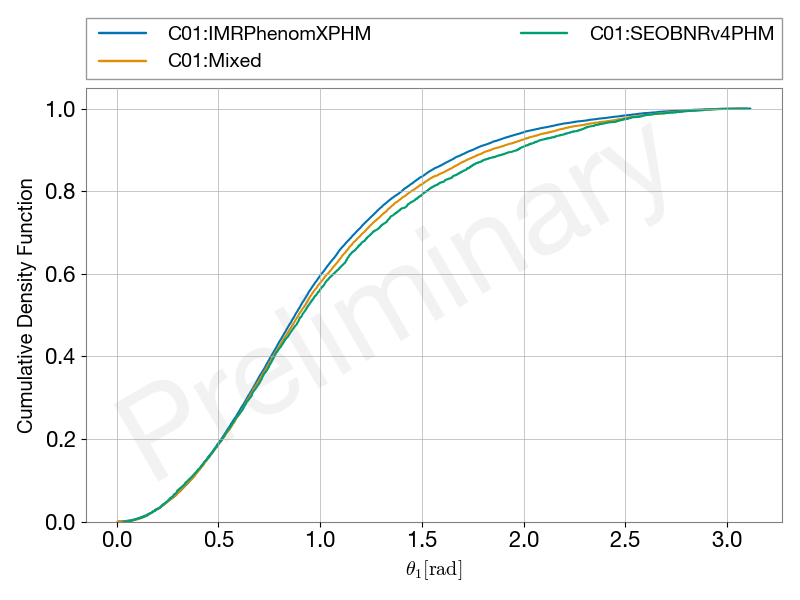 C01:IMRPhenomXPHM
C01:Mixed
C01:SEOBNRv4PHM
Preliminary
Cumulative Density Function
1.0
0.8
0.6
0.4
0.2
0.0
0.0 0.5 1.0 1.5 2.0 2.5 3.0
θ₁[rad]